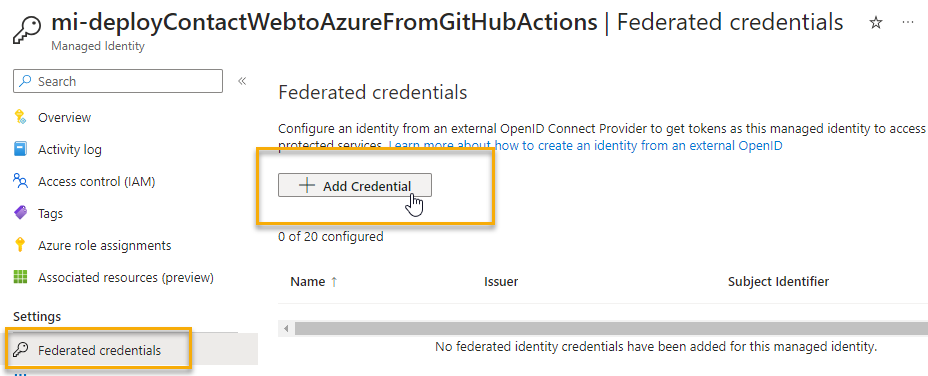 mi-deployContactWebtoAzureFromGitHubActions | Federated credentials
Managed Identity
Search
Overview
Activity log
Access control (IAM)
Tags
Azure role assignments
Associated resources (preview)
Settings
Federated credentials
Federated credentials
Configure an identity from an external OpenID Connect Provider to get tokens as this managed identity to access
protected services. Learn more about how to create an identity from an external OpenID
Add Credential
0 of 20 configured
Name ↑ Issuer Subject Identifier
No federated identity credentials have been added for this managed identity.